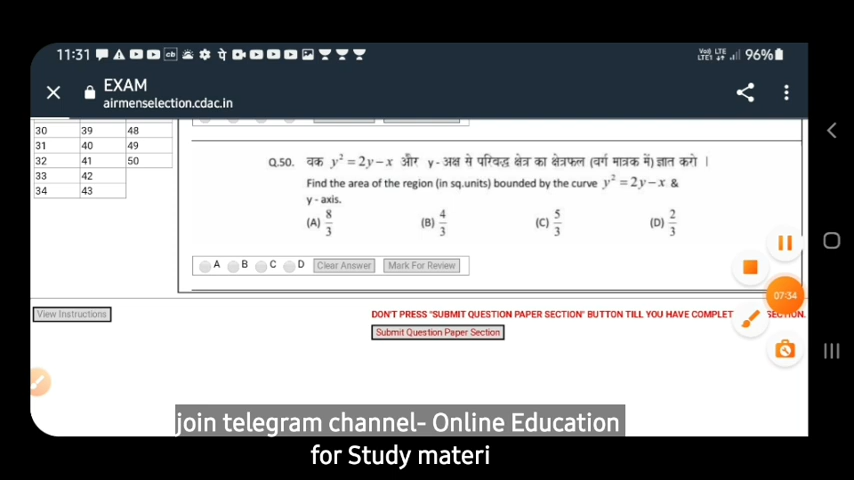 11:31
VoD LTE
LTE1
96%
EXAM
airmenselection.cdac.in
30 39 48
31 40 49
32 41 50
33 42
34 43
Q.50. वक y² = 2y − x और y - अक्ष से परिबद्ध क्षेत्र का क्षेत्रफल (वर्ग मात्रक में) ज्ञात करो ।
Find the area of the region (in sq.units) bounded by the curve y² = 2y − x &
y - axis.
(A) 8/3 (B) 4/3 (C) 5/3 (D) 2/3
A B C D Clear Answer Mark For Review
07:34
View Instructions
DON'T PRESS "SUBMIT QUESTION PAPER SECTION" BUTTON TILL YOU HAVE COMPLET SECTION.
Submit Question Paper Section
join telegram channel- Online Education
for Study materi